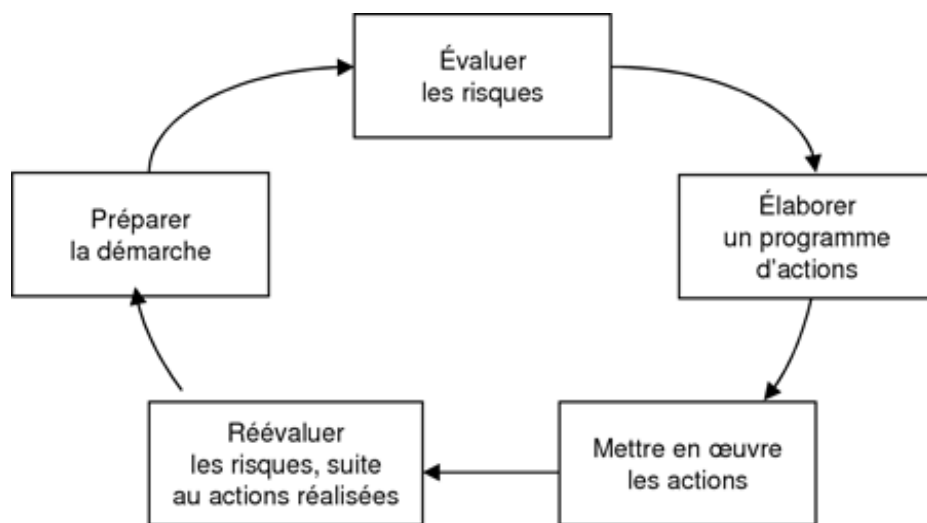 Évaluer
les risques
Préparer
la démarche
Élaborer
un programme
d'actions
Réévaluer
les risques, suite
au actions réalisées
Mettre en œuvre
les actions